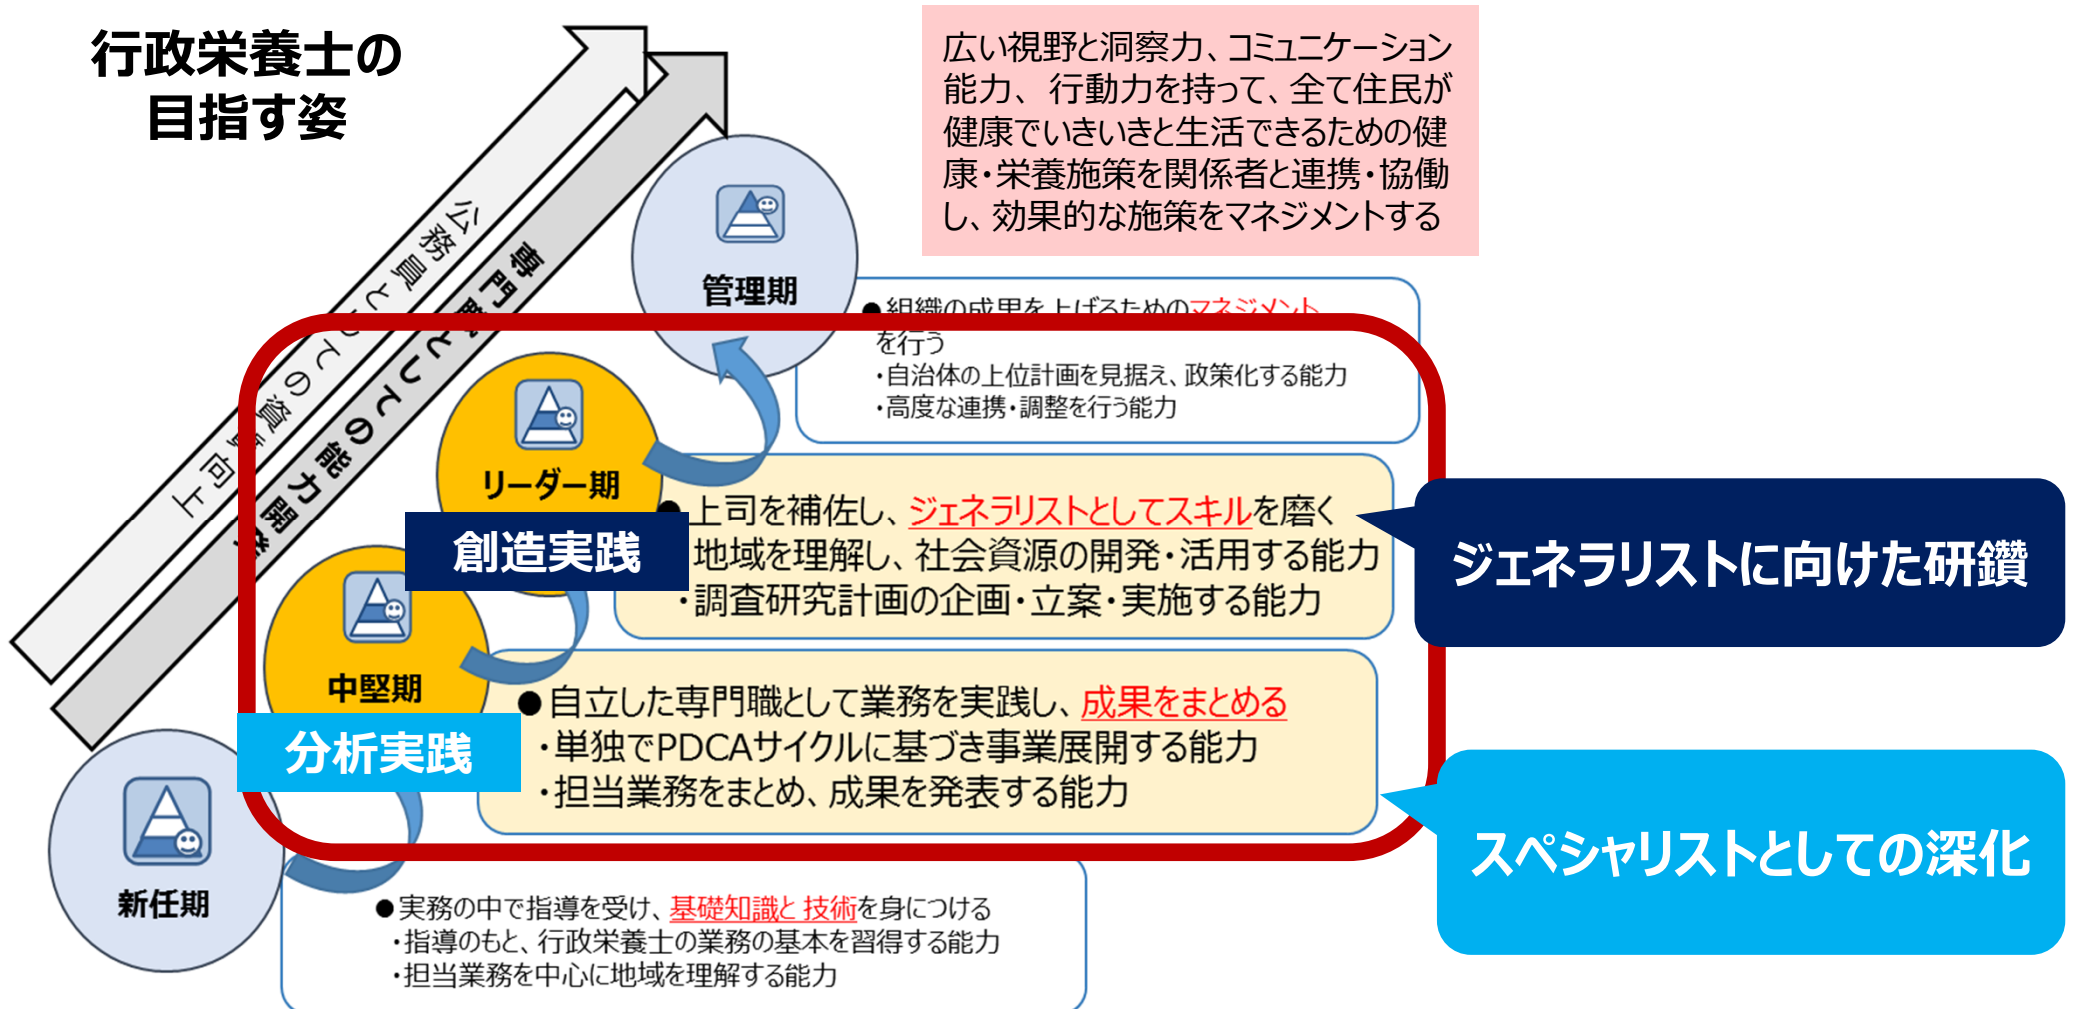 行政栄養士の
目指す姿
広い視野と洞察力、コミュニケーション
能力、 行動力を持って、全て住民が
健康でいきいきと生活できるための健
康・栄養施策を関係者と連携・協働
し、効果的な施策をマネジメントする
公務員としての資質向上
専門職としての能力開発
管理期
●組織の成果を上げるためのマネジメント
を行う
・自治体の上位計画を見据え、政策化する能力
・高度な連携・調整を行う能力
リーダー期
創造実践
●上司を補佐し、ジェネラリストとしてスキルを磨く
地域を理解し、社会資源の開発・活用する能力
・調査研究計画の企画・立案・実施する能力
ジェネラリストに向けた研鑽
中堅期
分析実践
●自立した専門職として業務を実践し、成果をまとめる
・単独でPDCAサイクルに基づき事業展開する能力
・担当業務をまとめ、成果を発表する能力
スペシャリストとしての深化
新任期
●実務の中で指導を受け、基礎知識と 技術を身につける
・指導のもと、行政栄養士の業務の基本を習得する能力
・担当業務を中心に地域を理解する能力